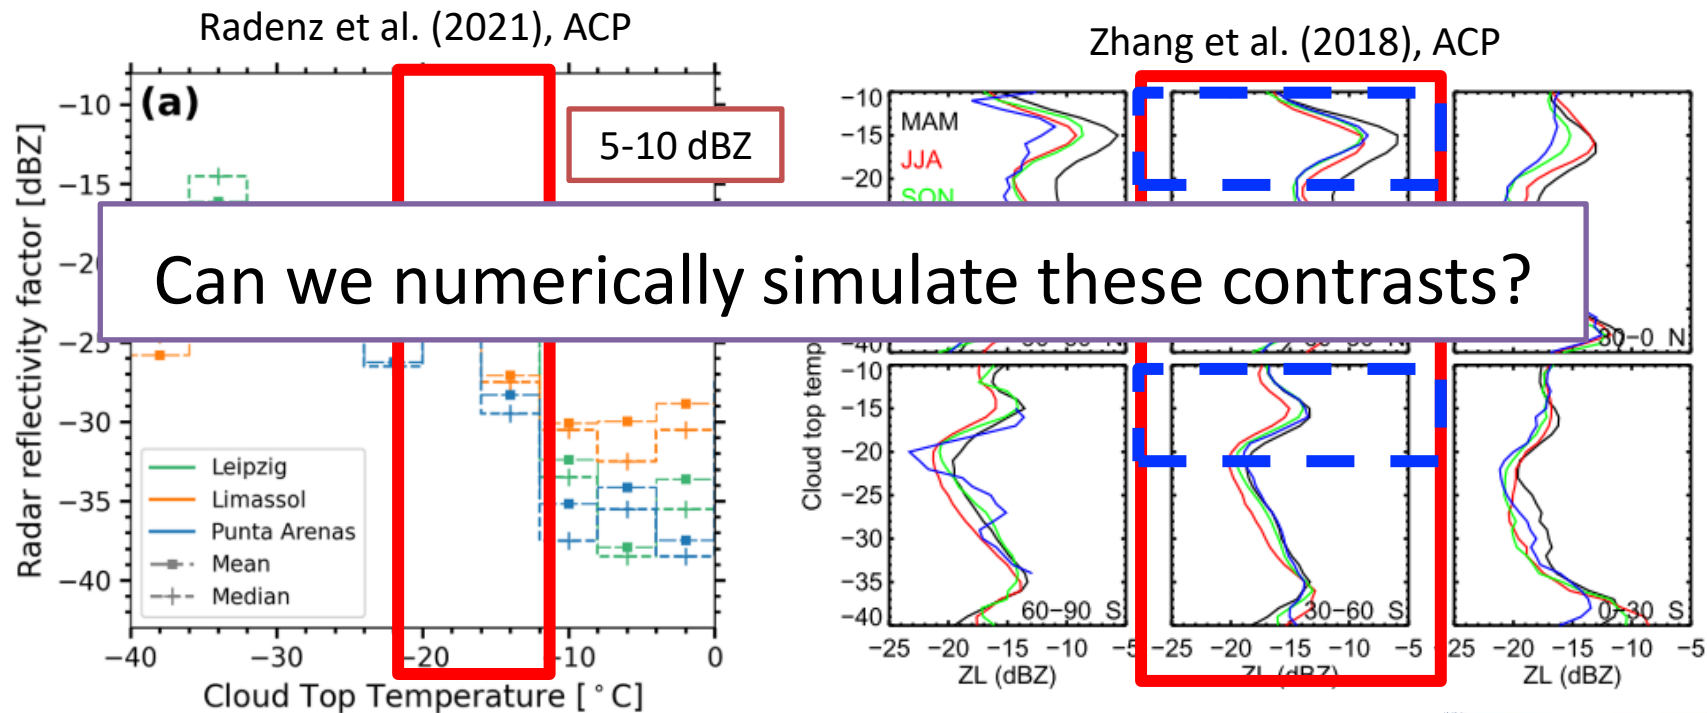 Radenz et al. (2021), ACP
Zhang et al. (2018), ACP
(a)
5-10 dBZ
Radar reflectivity factor [dBZ]
−10
−15
−25
−30
−35
−40
Leipzig
Limassol
Punta Arenas
Mean
Median
−40
−30
−20
−10
0
Cloud Top Temperature [°C]
Can we numerically simulate these contrasts?
−10
−15
−20
MAM
JJA
SON
−40
30−0 N
Cloud top temp
−10
−15
−20
−25
−30
−35
−40
60−90 S
30−60 S
0−30 S
−25 −20 −15 −10 −5
−25 −20 −15 −10 −5
−20 −15 −10 −5
ZL (dBZ)
ZL (dBZ)
ZL (dBZ)